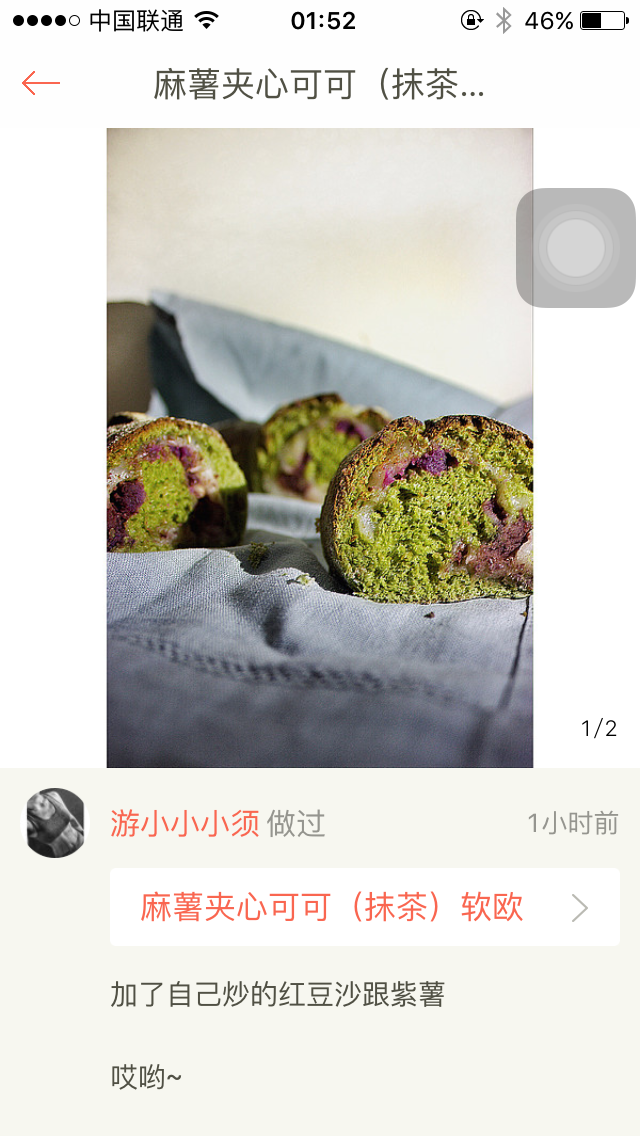 中国联通 01:52 46%
麻薯夹心可可（抹茶...
1/2
游小小小须 做过 1小时前
麻薯夹心可可（抹茶）软欧
加了自己炒的红豆沙跟紫薯
哎哟~